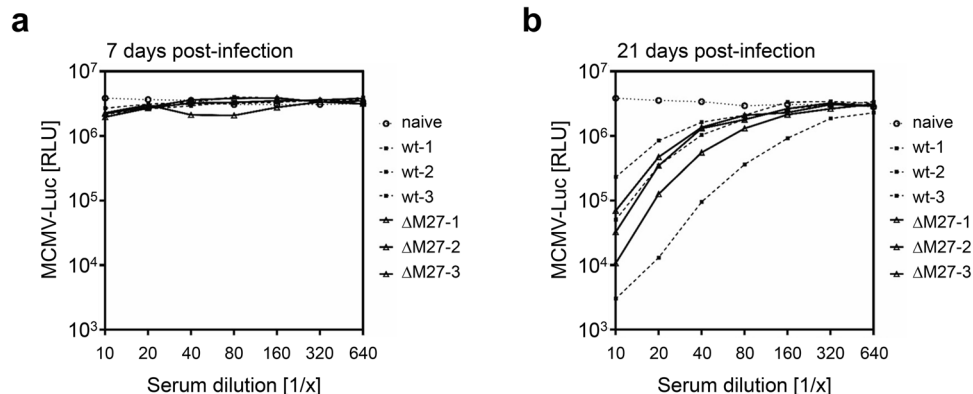 a
7 days post-infection
MCMV-Luc [RLU]
10⁷
10⁶
10⁵
10⁴
10³
10 20 40 80 160 320 640
Serum dilution [1/x]
naive
wt-1
wt-2
wt-3
ΔM27-1
ΔM27-2
ΔM27-3
b
21 days post-infection
MCMV-Luc [RLU]
10⁷
10⁶
10⁵
10⁴
10³
10 20 40 80 160 320 640
Serum dilution [1/x]
naive
wt-1
wt-2
wt-3
ΔM27-1
ΔM27-2
ΔM27-3